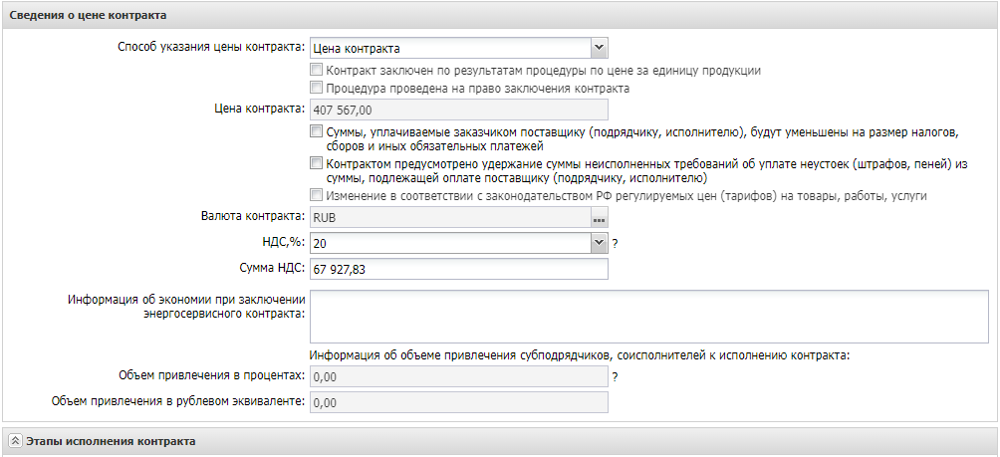 Сведения о цене контракта
Способ указания цены контракта: Цена контракта
Контракт заключен по результатам процедуры по цене за единицу продукции
Процедура проведена на право заключения контракта
Цена контракта: 407 567,00
Суммы, уплачиваемые заказчиком поставщику (подрядчику, исполнителю), будут уменьшены на размер налогов,
сборов и иных обязательных платежей
Контрактом предусмотрено удержание суммы неисполненных требований об уплате неустоек (штрафов, пеней) из
суммы, подлежащей оплате поставщику (подрядчику, исполнителю)
Изменение в соответствии с законодательством РФ регулируемых цен (тарифов) на товары, работы, услуги
Валюта контракта: RUB ...
НДС,%: 20 ?
Сумма НДС: 67 927,83
Информация об экономии при заключении
энергосервисного контракта:
Информация об объеме привлечения субподрядчиков, соисполнителей к исполнению контракта:
Объем привлечения в процентах: 0,00 ?
Объем привлечения в рублевом эквиваленте: 0,00
Этапы исполнения контракта